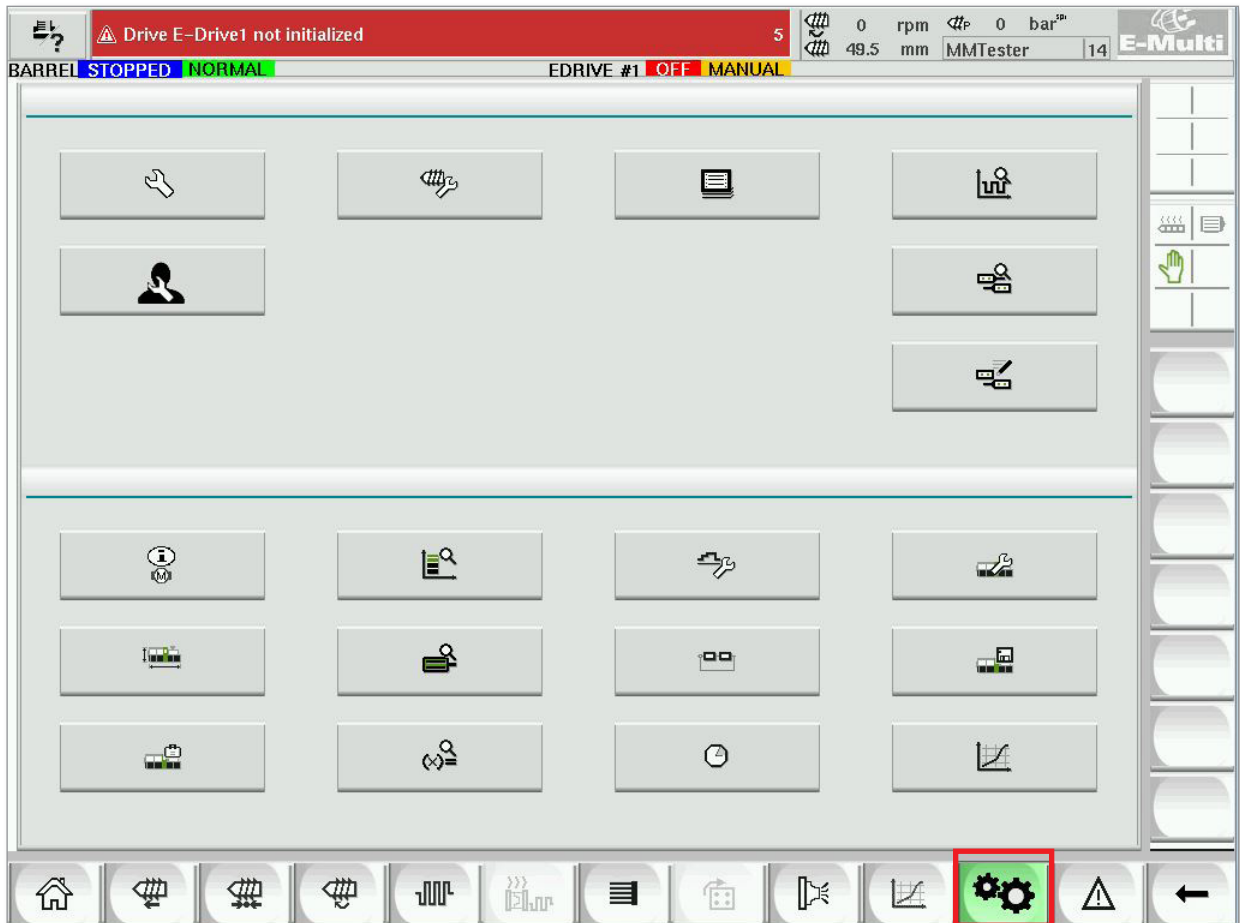 Drive E-Drive1 not initialized 5
0 rpm 0 bar spi
49.5 mm MMTester 14
E-Multi
BARREL STOPPED NORMAL EDRIVE #1 OFF MANUAL
(M)
(x)=